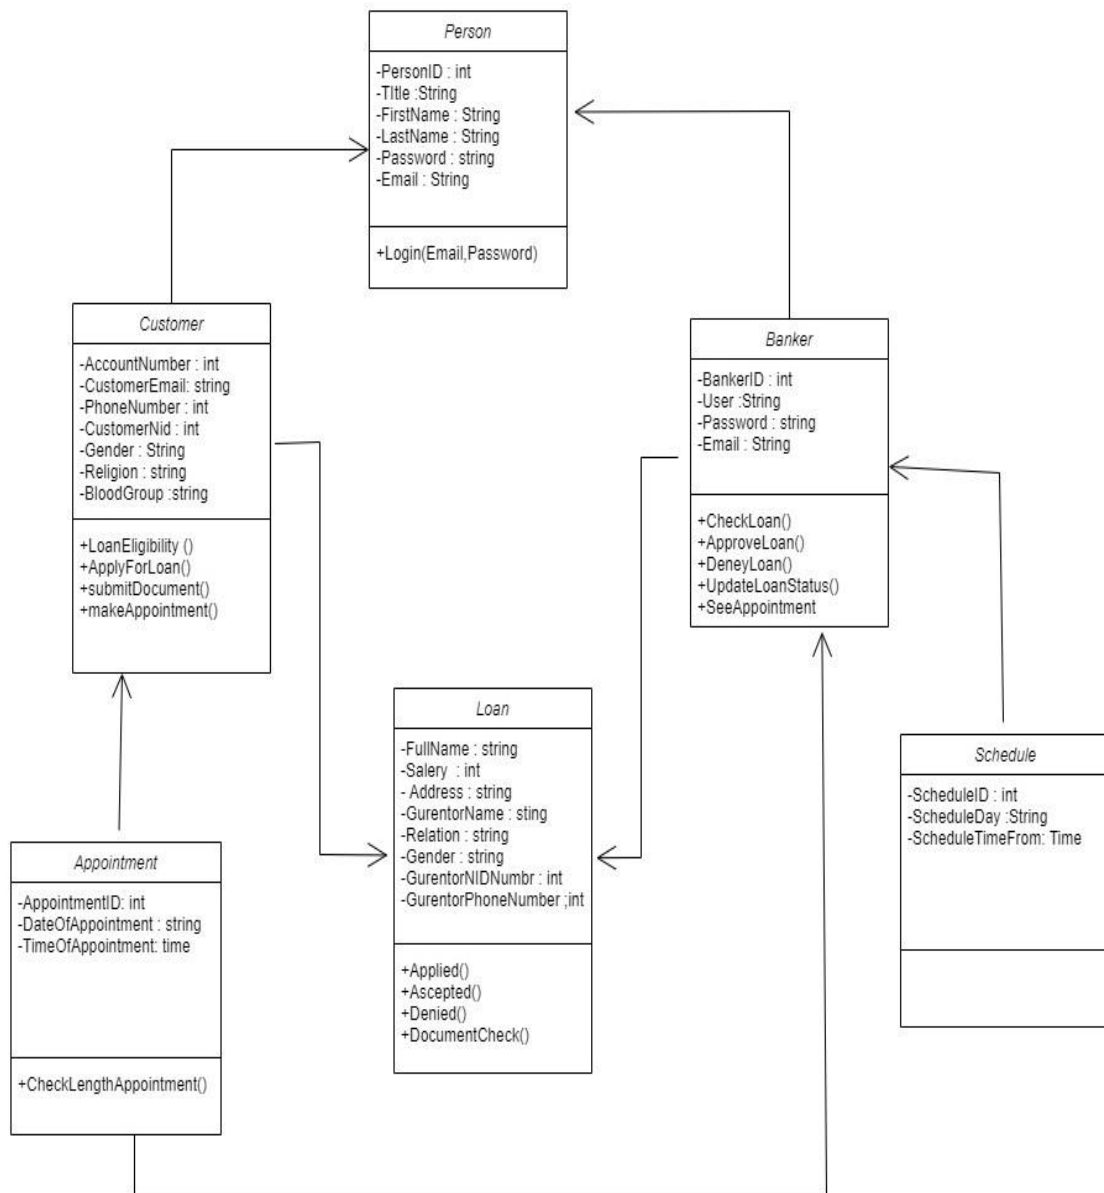 Person
-PersonID : int
-TItle :String
-FirstName : String
-LastName : String
-Password : string
-Email : String
+Login(Email,Password)
Customer
-AccountNumber : int
-CustomerEmail: string
-PhoneNumber : int
-CustomerNid : int
-Gender : String
-Religion : string
-BloodGroup :string
+LoanEligibility ()
+ApplyForLoan()
+submitDocument()
+makeAppointment()
Banker
-BankerID : int
-User :String
-Password : string
-Email : String
+CheckLoan()
+ApproveLoan()
+DeneyLoan()
+UpdateLoanStatus()
+SeeAppointment
Loan
-FullName : string
-Salery  : int
- Address : string
-GurentorName : sting
-Relation : string
-Gender : string
-GurentorNIDNumbr : int
-GurentorPhoneNumber ;int
+Applied()
+Ascepted()
+Denied()
+DocumentCheck()
Schedule
-ScheduleID : int
-ScheduleDay :String
-ScheduleTimeFrom: Time
Appointment
-AppointmentID: int
-DateOfAppointment : string
-TimeOfAppointment: time
+CheckLengthAppointment()